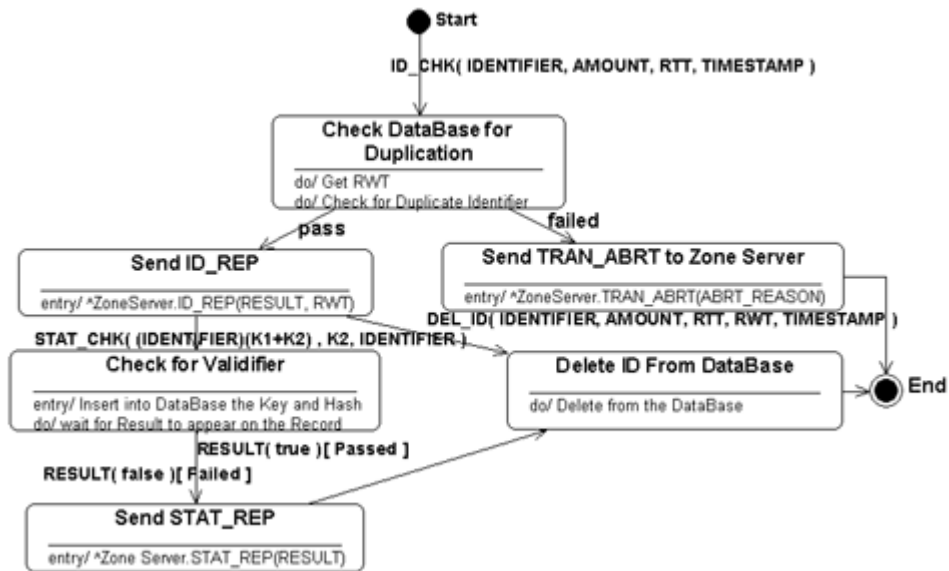 Start
ID_CHK( IDENTIFIER, AMOUNT, RTT, TIMESTAMP )
Check DataBase for
Duplication
do/ Get RWT
do/ Check for Duplicate Identifier
pass
failed
Send ID_REP
entry/ ^ZoneServer.ID_REP(RESULT, RWT)
Send TRAN_ABRT to Zone Server
entry/ ^ZoneServer.TRAN_ABRT(ABRT_REASON)
DEL_ID( IDENTIFIER, AMOUNT, RTT, RWT, TIMESTAMP )
STAT_CHK( (IDENTIFIER)(K1+K2) , K2, IDENTIFIER )
Check for Validifier
entry/ Insert into DataBase the Key and Hash
do/ wait for Result to appear on the Record
Delete ID From DataBase
do/ Delete from the DataBase
End
RESULT( true )[ Passed ]
RESULT( false )[ Failed ]
Send STAT_REP
entry/ ^Zone Server.STAT_REP(RESULT)